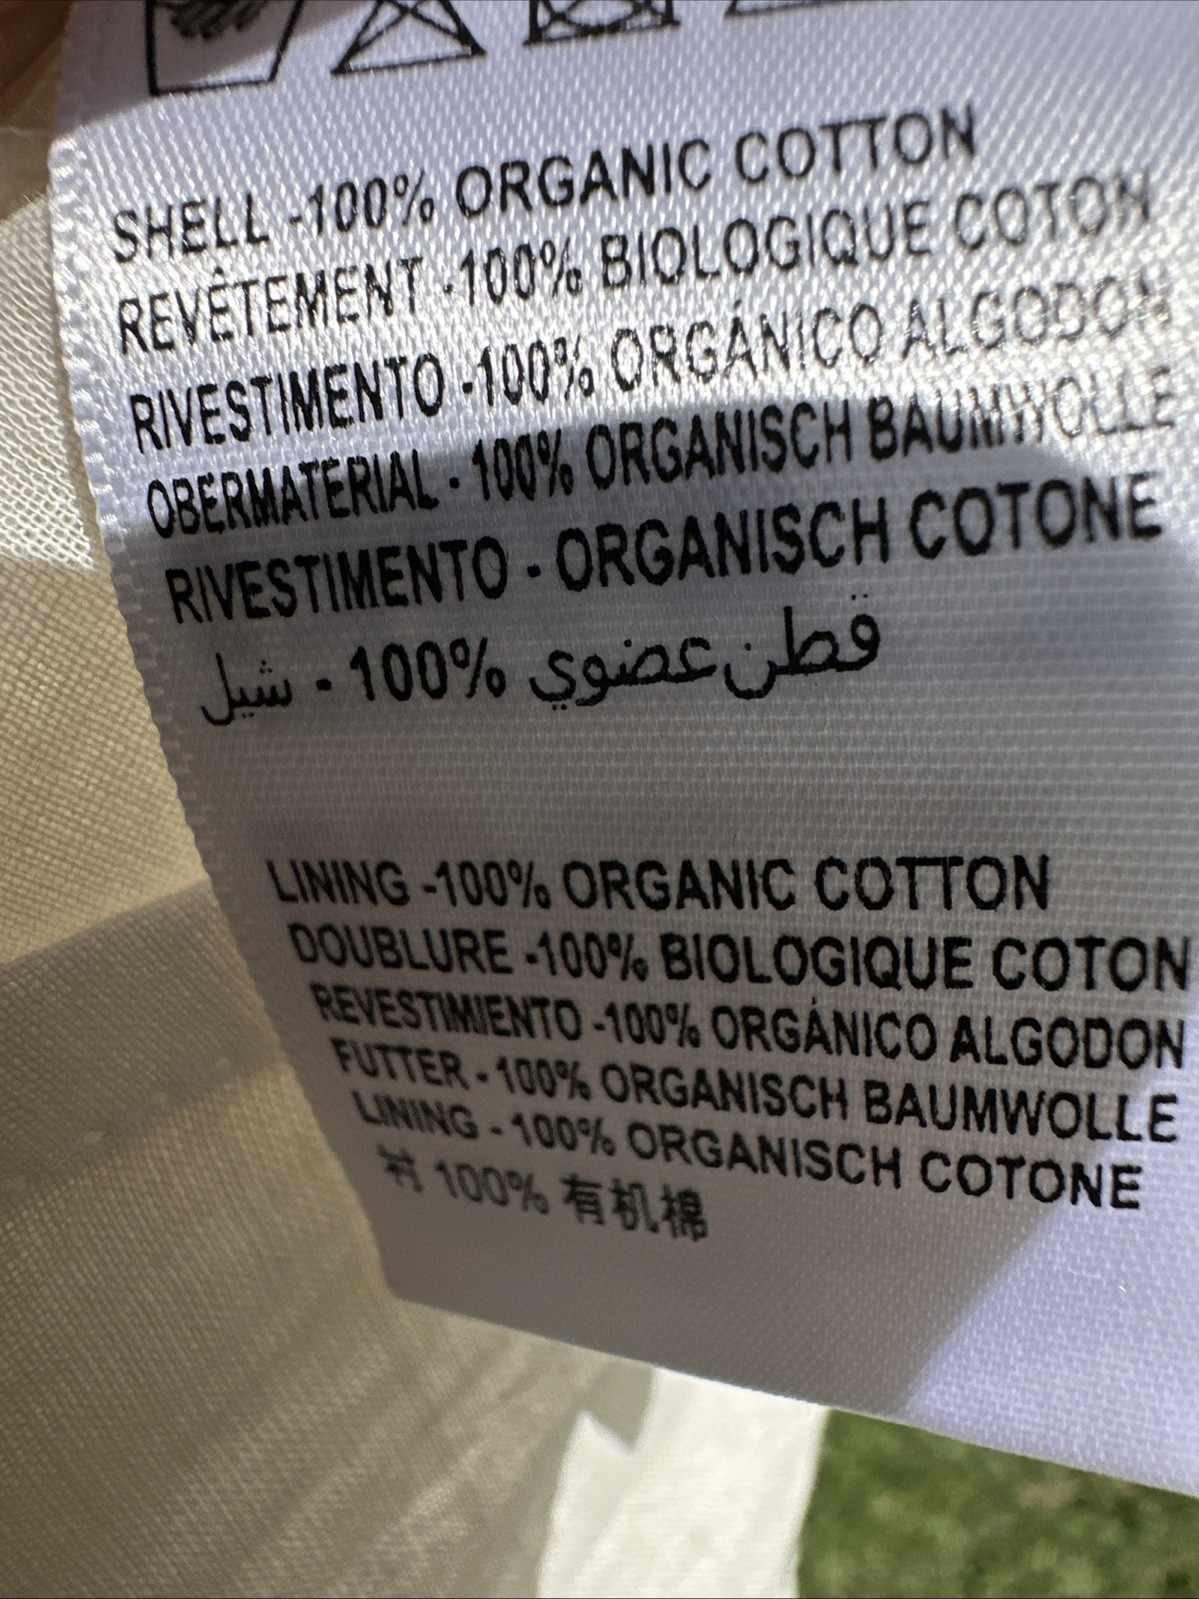 SHELL -100% ORGANIC COTTON
REVÊTEMENT -100% BIOLOGIQUE COTON
RIVESTIMENTO -100% ORGÁNICO ALGODON
OBERMATERIAL - 100% ORGANISCH BAUMWOLLE
RIVESTIMENTO - ORGANISCH COTONE
قطن عضوي 100% - شيل
LINING -100% ORGANIC COTTON
DOUBLURE -100% BIOLOGIQUE COTON
REVESTIMIENTO -100% ORGÁNICO ALGODON
FUTTER - 100% ORGANISCH BAUMWOLLE
LINING - 100% ORGANISCH COTONE
衬 100% 有机棉